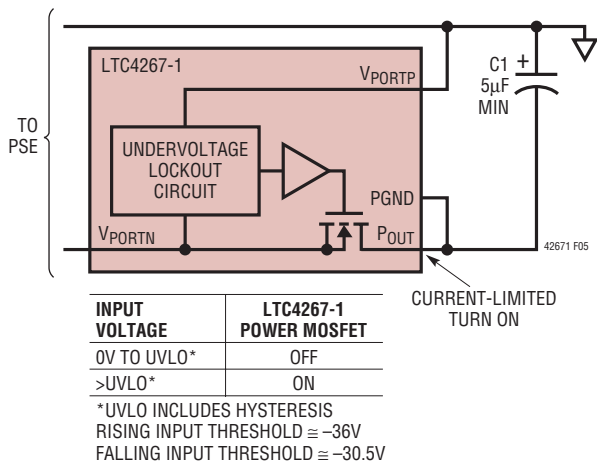 LTC4267-1
VPORTP
C1 +
5µF
MIN
TO
PSE
UNDERVOLTAGE
LOCKOUT
CIRCUIT
PGND
VPORTN
POUT
42671 F05
CURRENT-LIMITED
TURN ON
INPUT VOLTAGE
LTC4267-1 POWER MOSFET
0V TO UVLO* OFF
>UVLO* ON
*UVLO INCLUDES HYSTERESIS
RISING INPUT THRESHOLD ≅ –36V
FALLING INPUT THRESHOLD ≅ –30.5V